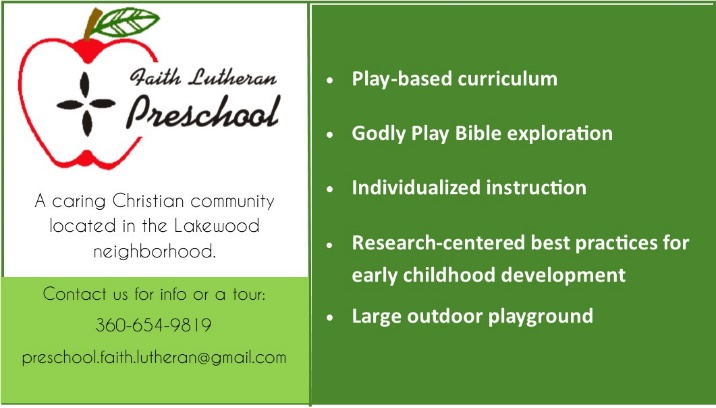 Faith Lutheran
Preschool
A caring Christian community
located in the Lakewood
neighborhood.
Contact us for info or a tour:
360-654-9819
preschool.faith.lutheran@gmail.com
• Play-based curriculum
• Godly Play Bible exploration
• Individualized instruction
• Research-centered best practices for
early childhood development
• Large outdoor playground